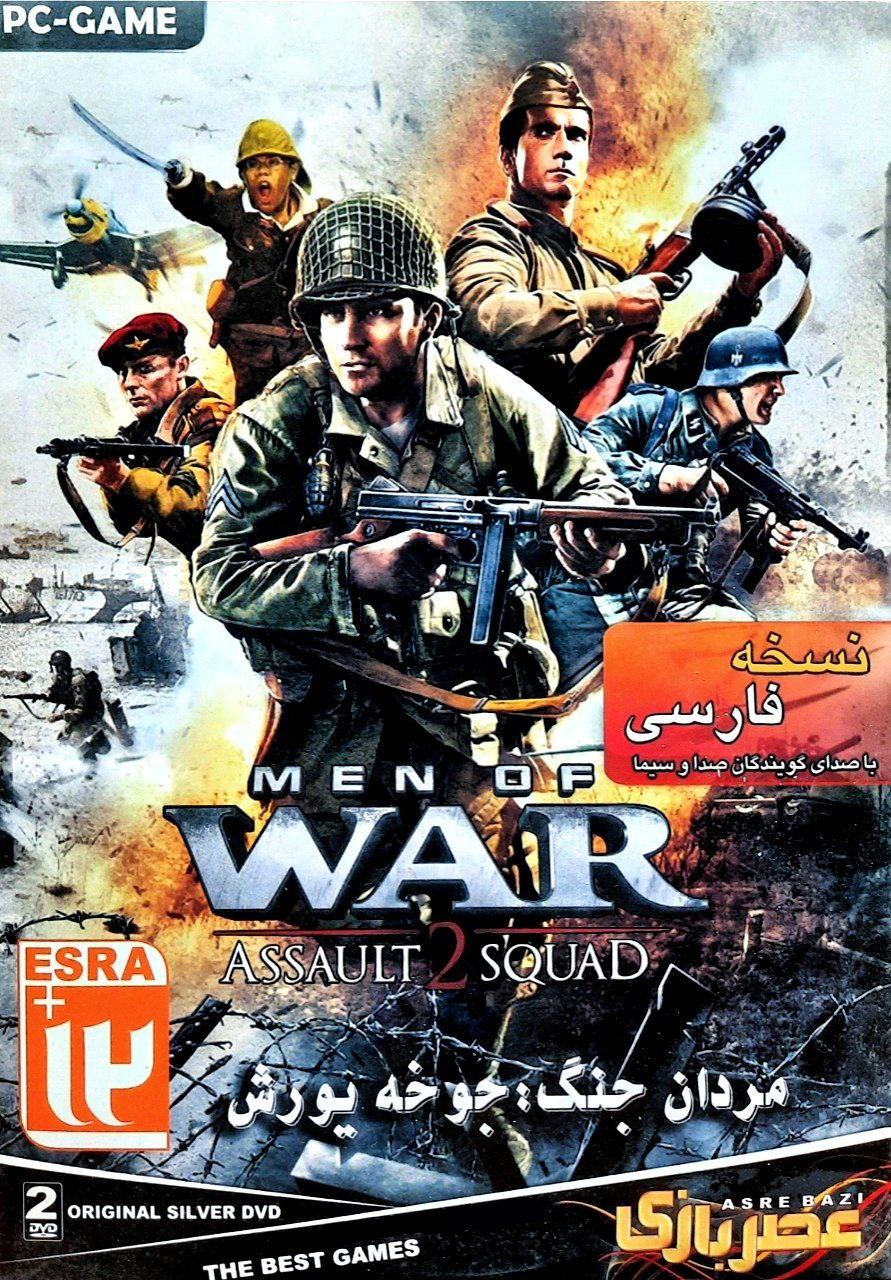 PC-GAME
نسخه
فارسی
با صدای گویندگان صدا و سیما
MEN OF
WAR
ASSAULT 2 SQUAD
ESRA
+۱۲
مردان جنگ : جوخه یورش
2
DVD
ORIGINAL SILVER DVD
THE BEST GAMES
ASRE BAZI
عصر بازی